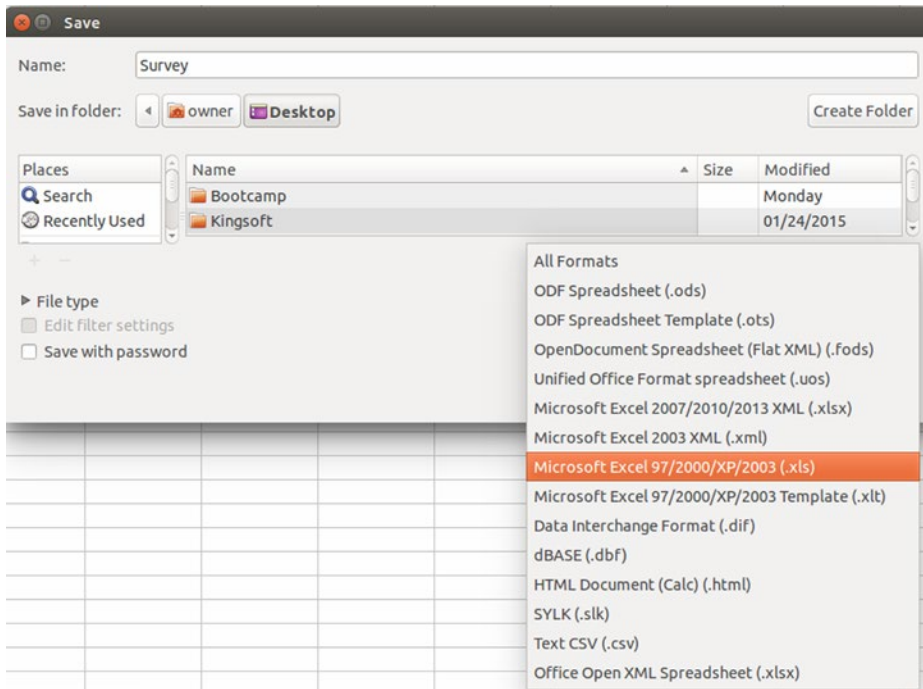 Save
Name: Survey
Save in folder: owner Desktop Create Folder
Places Name Size Modified
Search Bootcamp Monday
Recently Used Kingsoft 01/24/2015
All Formats
ODF Spreadsheet (.ods)
File type
ODF Spreadsheet Template (.ots)
Edit filter settings
OpenDocument Spreadsheet (Flat XML) (.fods)
Save with password
Unified Office Format spreadsheet (.uos)
Microsoft Excel 2007/2010/2013 XML (.xlsx)
Microsoft Excel 2003 XML (.xml)
Microsoft Excel 97/2000/XP/2003 (.xls)
Microsoft Excel 97/2000/XP/2003 Template (.xlt)
Data Interchange Format (.dif)
dBASE (.dbf)
HTML Document (Calc) (.html)
SYLK (.slk)
Text CSV (.csv)
Office Open XML Spreadsheet (.xlsx)